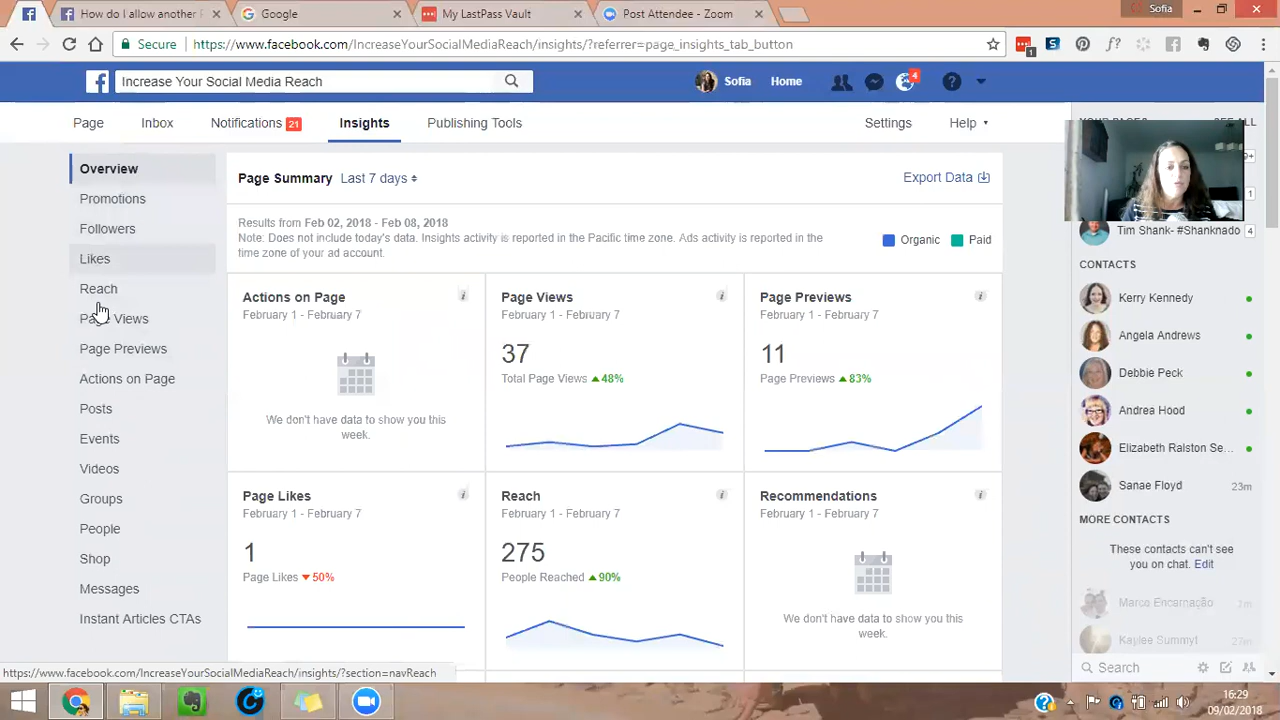 How do I allow another F
Google
My LastPass Vault
Post Attendee - Zoom
Sofia
Secure
https://www.facebook.com/IncreaseYourSocialMediaReach/insights/?referrer=page_insights_tab_button
Increase Your Social Media Reach
Sofia
Home
4
Page
Inbox
Notifications 21
Insights
Publishing Tools
Settings
Help
SEE ALL
Overview
Promotions
Followers
Likes
Reach
Page Views
Page Previews
Actions on Page
Posts
Events
Videos
Groups
People
Shop
Messages
Instant Articles CTAs
Page Summary Last 7 days
Export Data
Results from Feb 02, 2018 - Feb 08, 2018
Note: Does not include today's data. Insights activity is reported in the Pacific time zone. Ads activity is reported in the
time zone of your ad account.
Organic
Paid
Actions on Page
February 1 - February 7
We don't have data to show you this
week.
Page Views
February 1 - February 7
37
Total Page Views 48%
Page Previews
February 1 - February 7
11
Page Previews 83%
Page Likes
February 1 - February 7
1
Page Likes 50%
Reach
February 1 - February 7
275
People Reached 90%
Recommendations
February 1 - February 7
We don't have data to show you this
week.
Tim Shank- #Shanknado 4
CONTACTS
Kerry Kennedy
Angela Andrews
Debbie Peck
Andrea Hood
Elizabeth Ralston Se...
Sanae Floyd 23m
MORE CONTACTS
These contacts can't see
you on chat. Edit
Marco Encarnação
Kaylee Summyt 27m
Search
https://www.facebook.com/IncreaseYourSocialMediaReach/insights/?section=navReach
16:29
09/02/2018